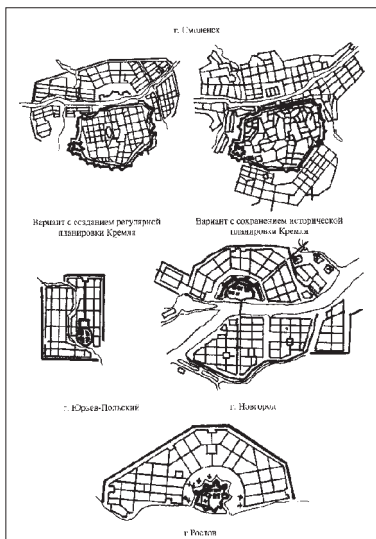 г. Смоленск
Вариант с созданием регулярной
планировки Кремля
Вариант с сохранением исторической
планировки Кремля
г. Юрьев-Польский
г. Новгород
г Ростов